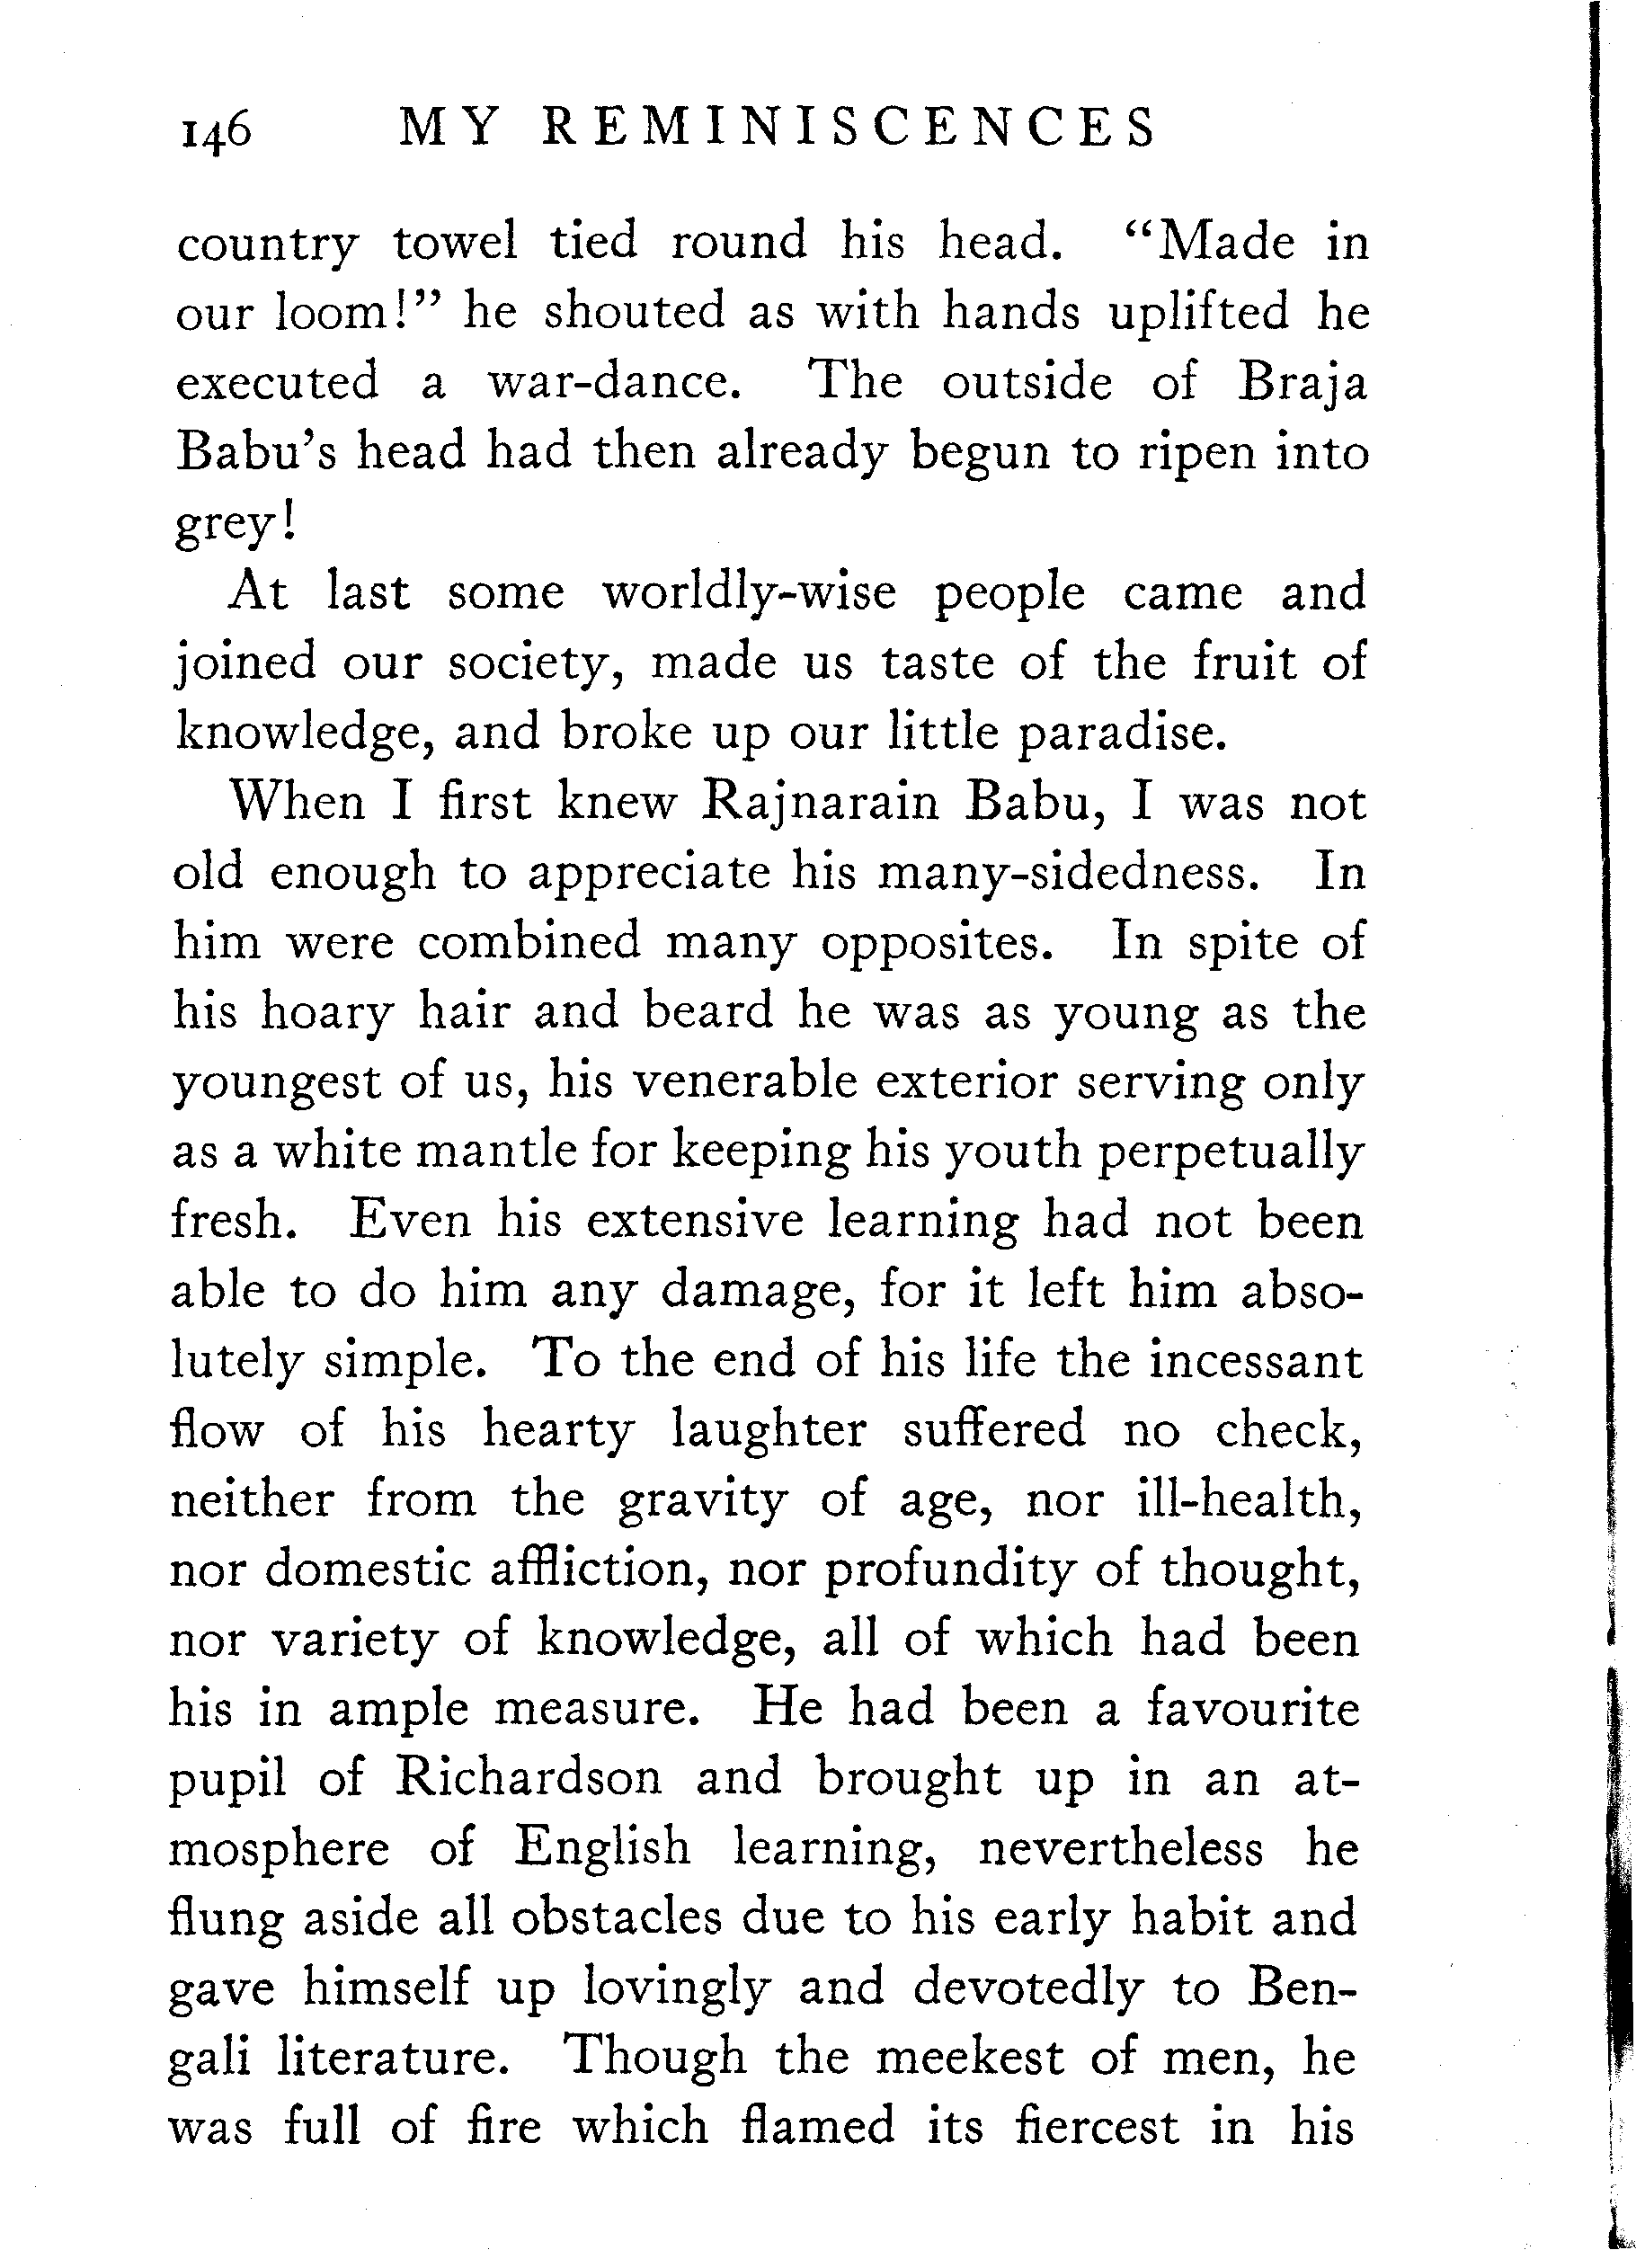 146 MY REMINISCENCES
country towel tied round his head. “Made in
our loom!” he shouted as with hands uplifted he
executed a war-dance. The outside of Braja
Babu’s head had then already begun to ripen into
grey!
At last some worldly-wise people came and
joined our society, made us taste of the fruit of
knowledge, and broke up our little paradise.
When I first knew Rajnarain Babu, I was not
old enough to appreciate his many-sidedness. In
him were combined many opposites. In spite of
his hoary hair and beard he was as young as the
youngest of us, his venerable exterior serving only
as a white mantle for keeping his youth perpetually
fresh. Even his extensive learning had not been
able to do him any damage, for it left him abso-
lutely simple. To the end of his life the incessant
flow of his hearty laughter suffered no check,
neither from the gravity of age, nor ill-health,
nor domestic affliction, nor profundity of thought,
nor variety of knowledge, all of which had been
his in ample measure. He had been a favourite
pupil of Richardson and brought up in an at-
mosphere of English learning, nevertheless he
flung aside all obstacles due to his early habit and
gave himself up lovingly and devotedly to Ben-
gali literature. Though the meekest of men, he
was full of fire which flamed its fiercest in his